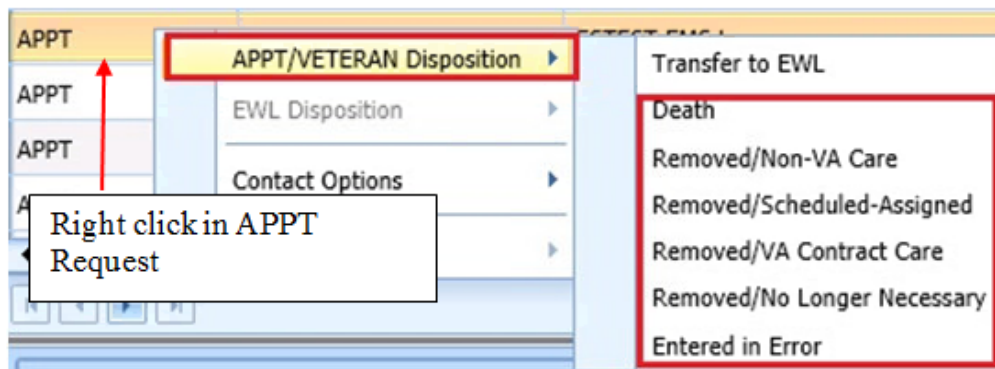 APPT
APPT/VETERAN Disposition
Transfer to EWL
APPT
EWL Disposition
Death
APPT
Removed/Non-VA Care
Contact Options
Removed/Scheduled-Assigned
Right click in APPT
Request
Removed/VA Contract Care
Removed/No Longer Necessary
Entered in Error